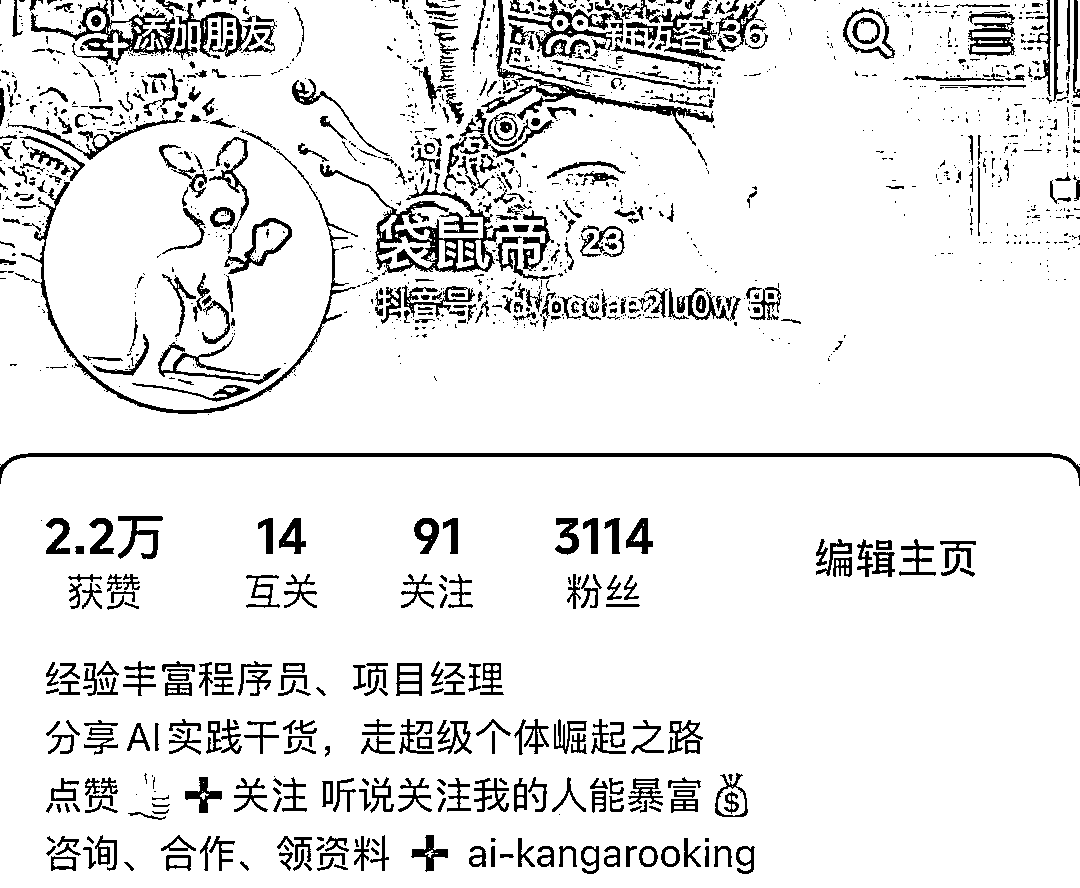 添加朋友 新访客 36
袋鼠帝 23
抖音号：dyocdae2lu0w
2.2万 14 91 3114
获赞 互关 关注 粉丝
编辑主页
经验丰富程序员、项目经理
分享AI实践干货，走超级个体崛起之路
点赞👍➕关注 听说关注我的人能暴富💰
咨询、合作、领资料 ➕ ai-kangarooking